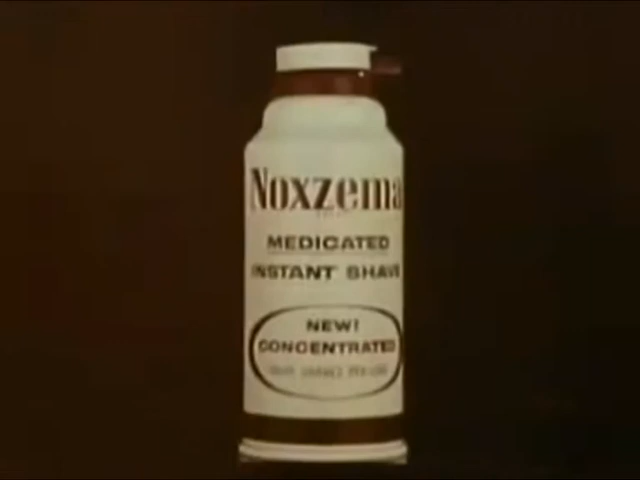 Noxzema
MEDICATED
INSTANT SHAVE
NEW!
CONCENTRATED